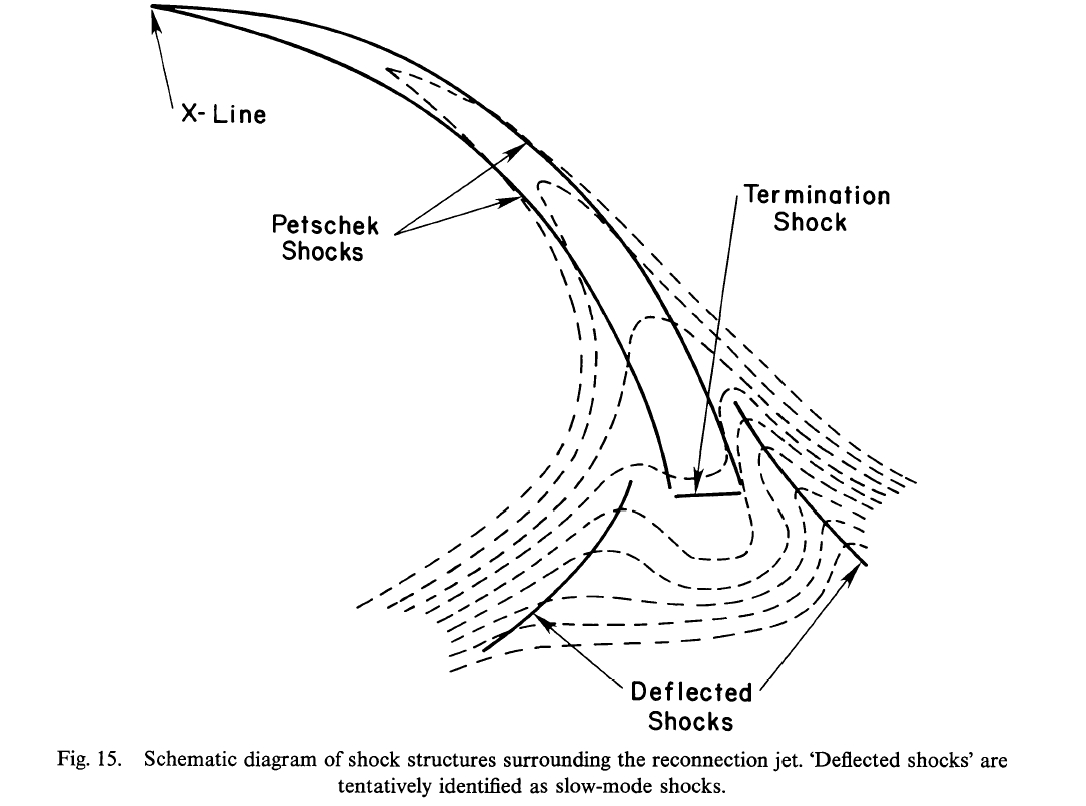 X-Line
Termination
Shock
Petschek
Shocks
Deflected
Shocks
Fig. 15. Schematic diagram of shock structures surrounding the reconnection jet. ‘Deflected shocks’ are
tentatively identified as slow-mode shocks.